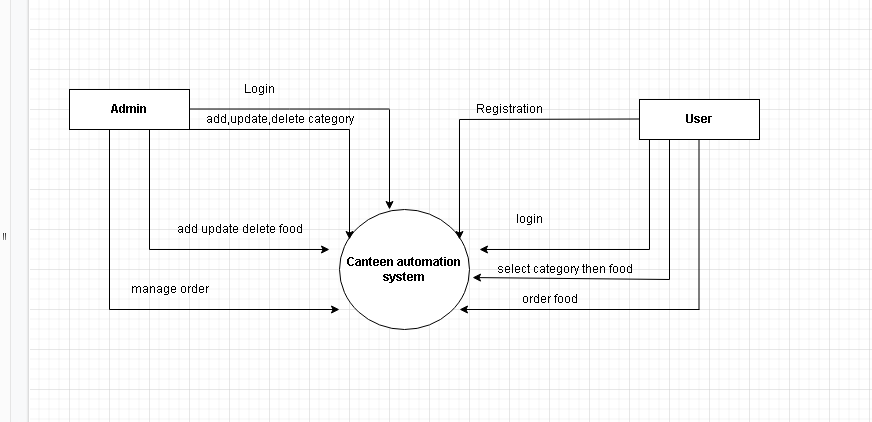 Login
Admin
add,update,delete category
Registration
User
login
add update delete food
Canteen automation
system
select category then food
manage order
order food